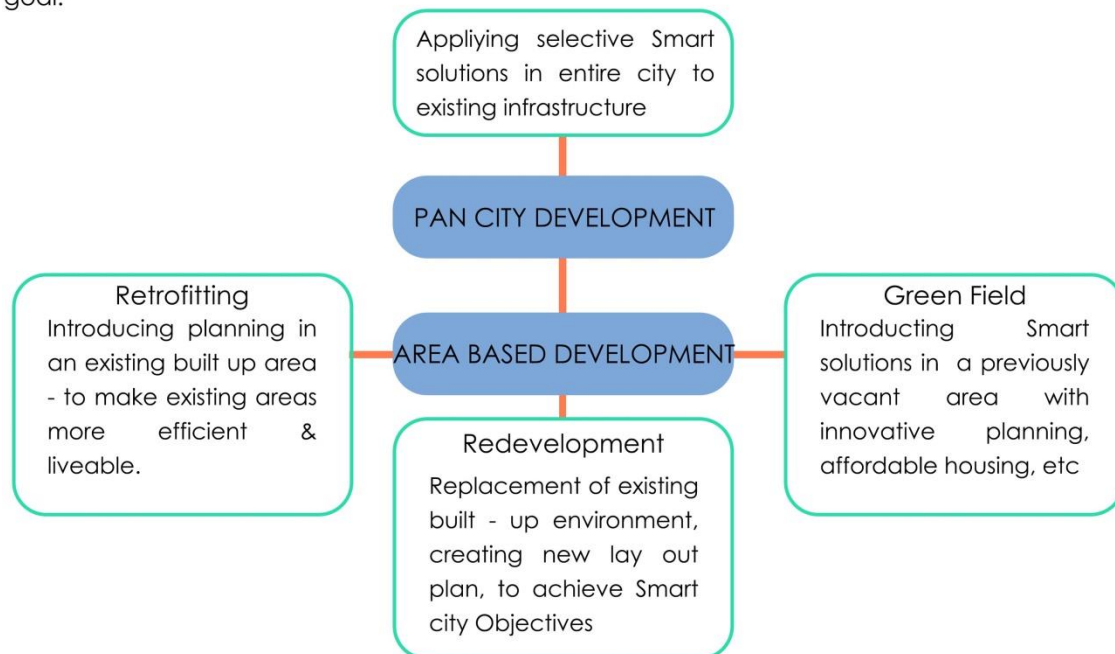 goal.
Appliying selective Smart
solutions in entire city to
existing infrastructure
PAN CITY DEVELOPMENT
AREA BASED DEVELOPMENT
Retrofitting
Introducing planning in
an existing built up area
- to make existing areas
more efficient &
liveable.
Redevelopment
Replacement of existing
built - up environment,
creating new lay out
plan, to achieve Smart
city Objectives
Green Field
Introducting Smart
solutions in a previously
vacant area with
innovative planning,
affordable housing, etc